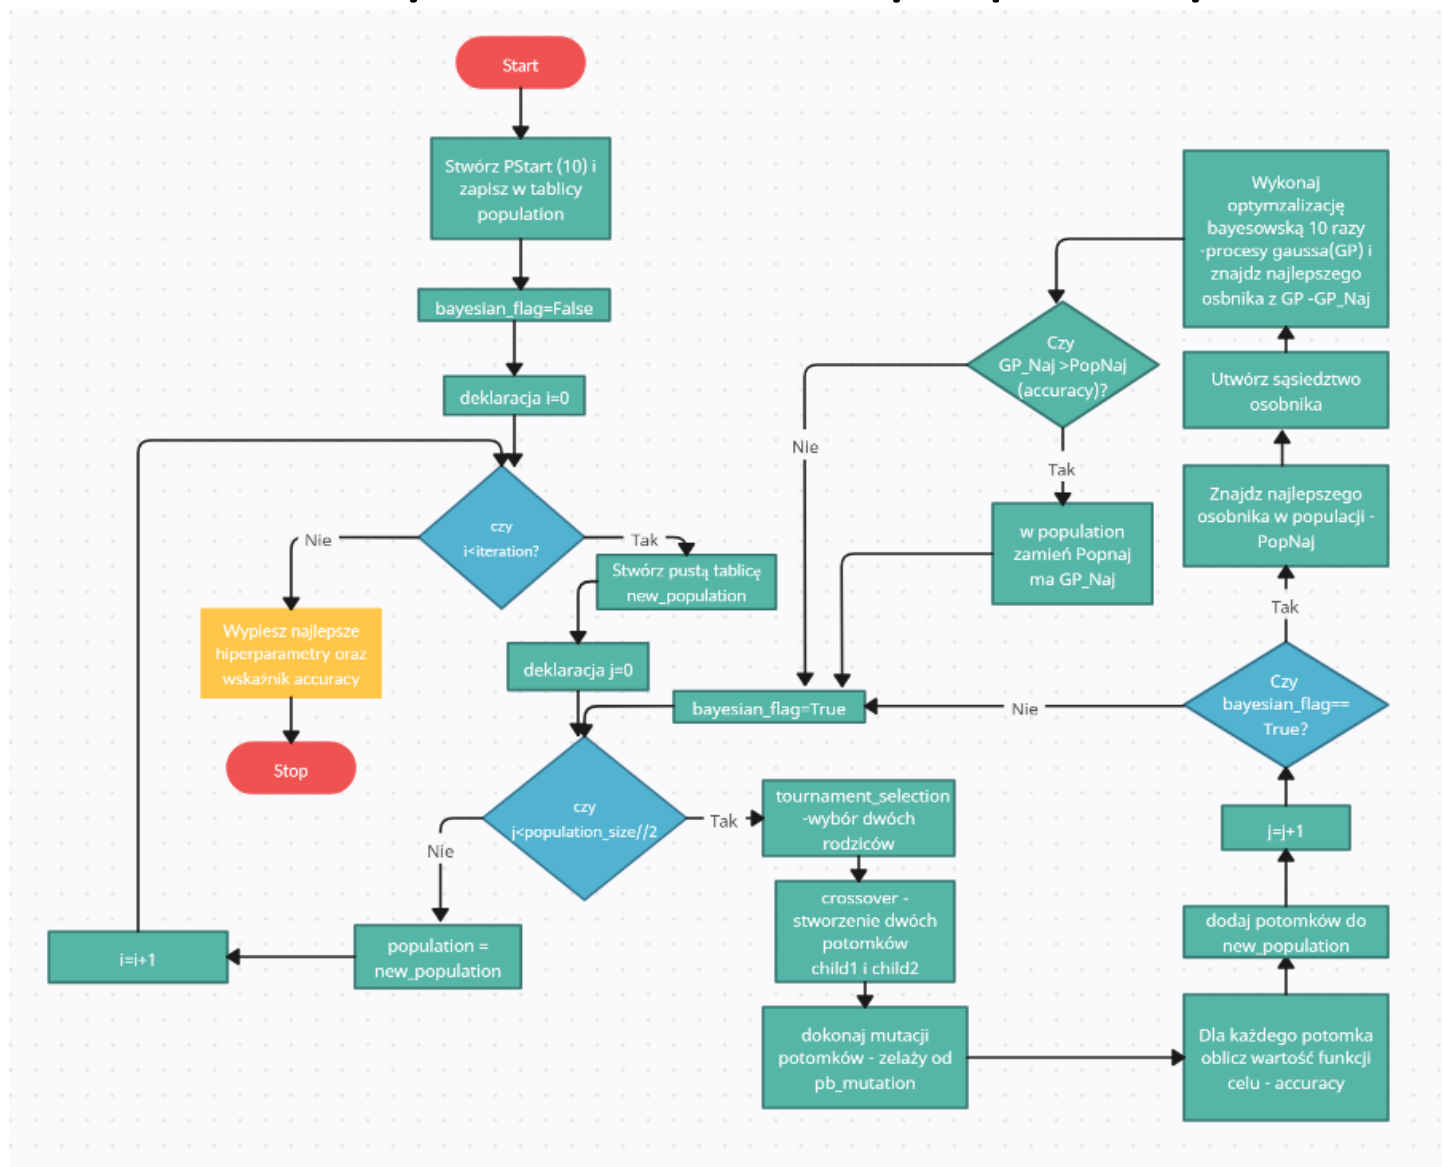 Start
Stwórz PStart (10) i
zapisz w tablicy
population
bayesian_flag=False
deklaracja i=0
czy
i<iteration?
Nie
Tak
Wypiesz najlepsze
hiperparametry oraz
wskaźnik accuracy
Stop
Stwórz pustą tablicę
new_population
deklaracja j=0
bayesian_flag=True
czy
j<population_size//2
Nie
Tak
population =
new_population
i=i+1
tournament_selection
-wybór dwóch
rodziców
crossover -
stworzenie dwóch
potomków
child1 i child2
dokonaj mutacji
potomków - zelaży od
pb_mutation
Dla każdego potomka
oblicz wartość funkcji
celu - accuracy
dodaj potomków do
new_population
j=j+1
Czy
bayesian_flag==
True?
Nie
Tak
Znajdz najlepszego
osobnika w populacji -
PopNaj
Utwórz sąsiedztwo
osobnika
Wykonaj
optymzalizację
bayesowską 10 razy
-procesy gaussa(GP) i
znajdz najlepszego
osbnika z GP -GP_Naj
Czy
GP_Naj >PopNaj
(accuracy)?
Nie
Tak
w population
zamień Popnaj
ma GP_Naj